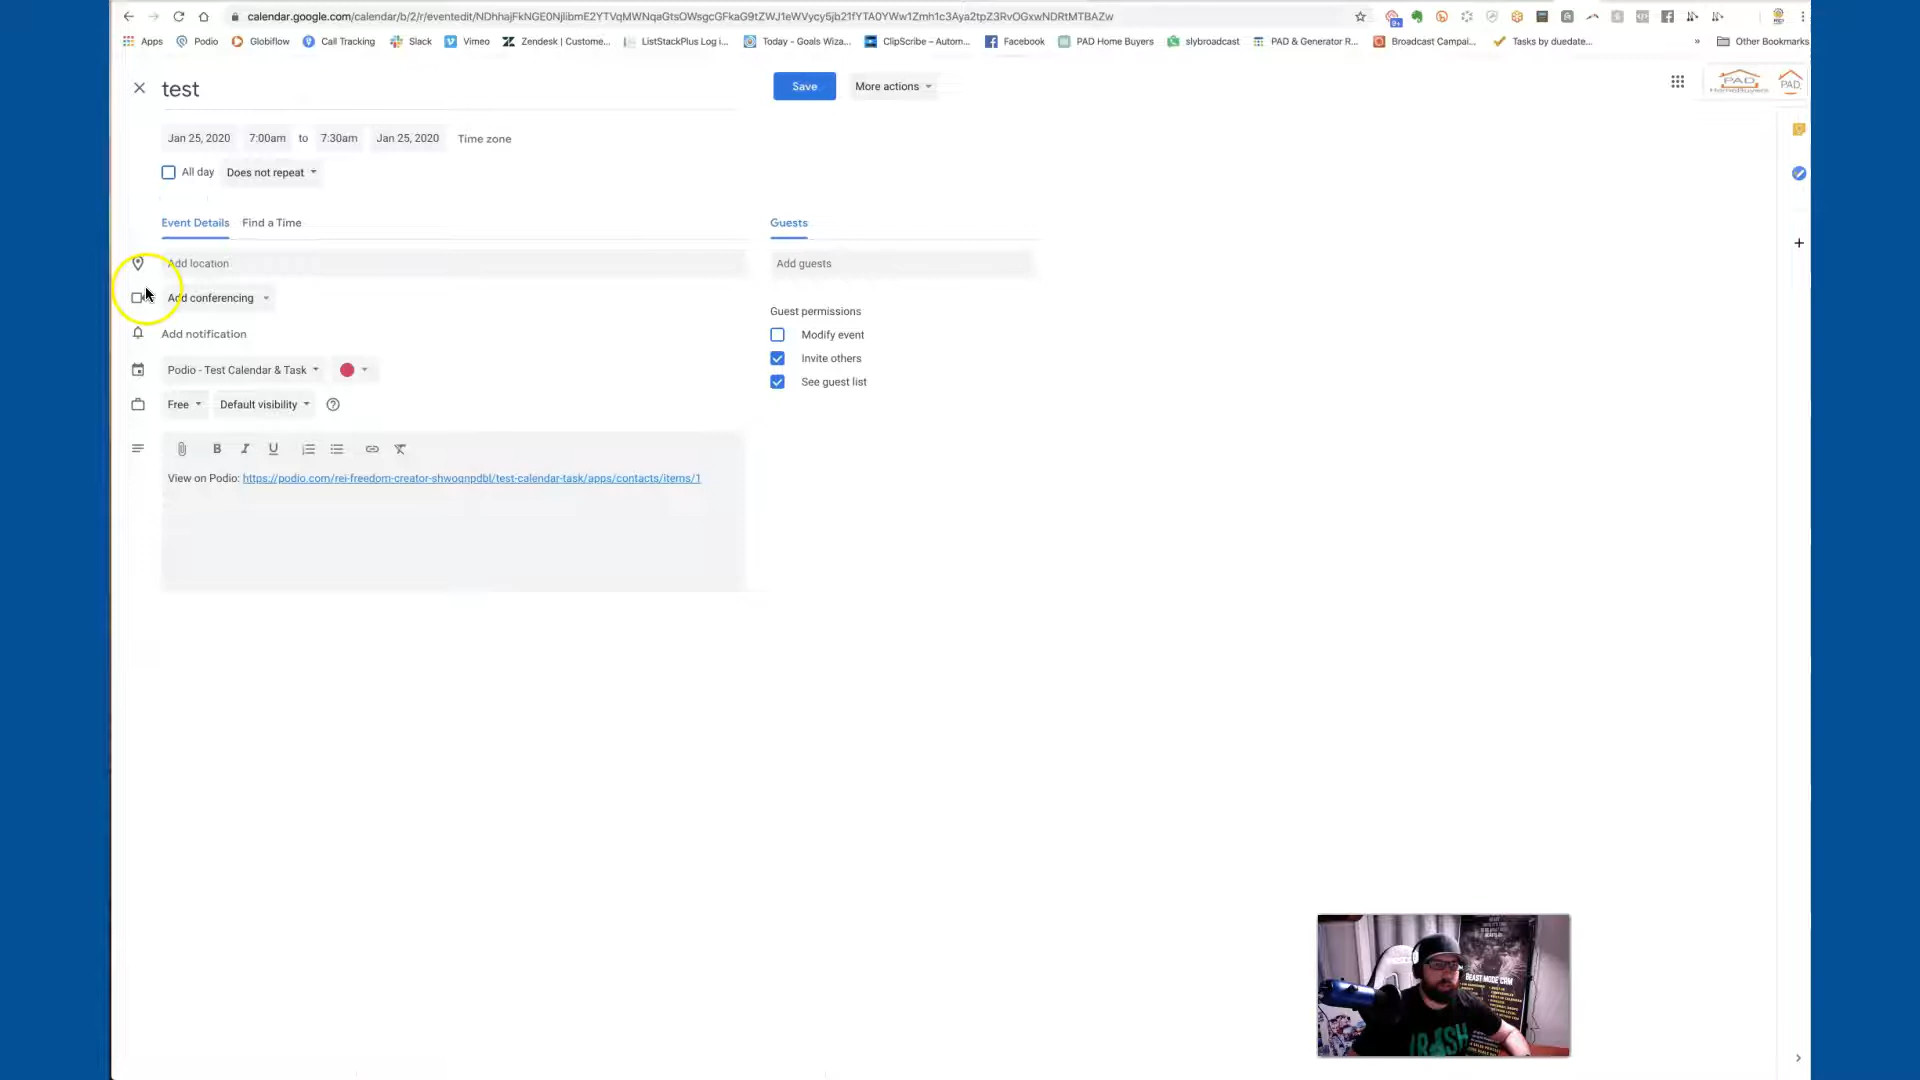 calendar.google.com/calendar/b/2/r/eventedit/NDhhajFkNGE0NjlibmE2YTVqMWNqaGtsOWsgcGFkaG9tZWJ1eWVycy5jb21fYTA0YWw1Zmh1c3Aya2tpZ3RvOGxwNDRtMTBAZw
Apps Podio Globiflow Call Tracking Slack Vimeo Zendesk | Custome... ListStackPlus Log i... Today - Goals Wiza... ClipScribe – Autom... Facebook PAD Home Buyers slybroadcast PAD & Generator R... Broadcast Campai... Tasks by duedate... » Other Bookmarks
test
Save
More actions
PAD
PAD
Jan 25, 2020 7:00am to 7:30am Jan 25, 2020 Time zone
All day Does not repeat
Event Details Find a Time
Guests
Add location
Add guests
Add conferencing
Guest permissions
Add notification
Modify event
Invite others
Podio - Test Calendar & Task
See guest list
Free Default visibility
B I U
View on Podio: https://podio.com/rei-freedom-creator-shwoqnpdbl/test-calendar-task/apps/contacts/items/1
BEAST MODE CRM